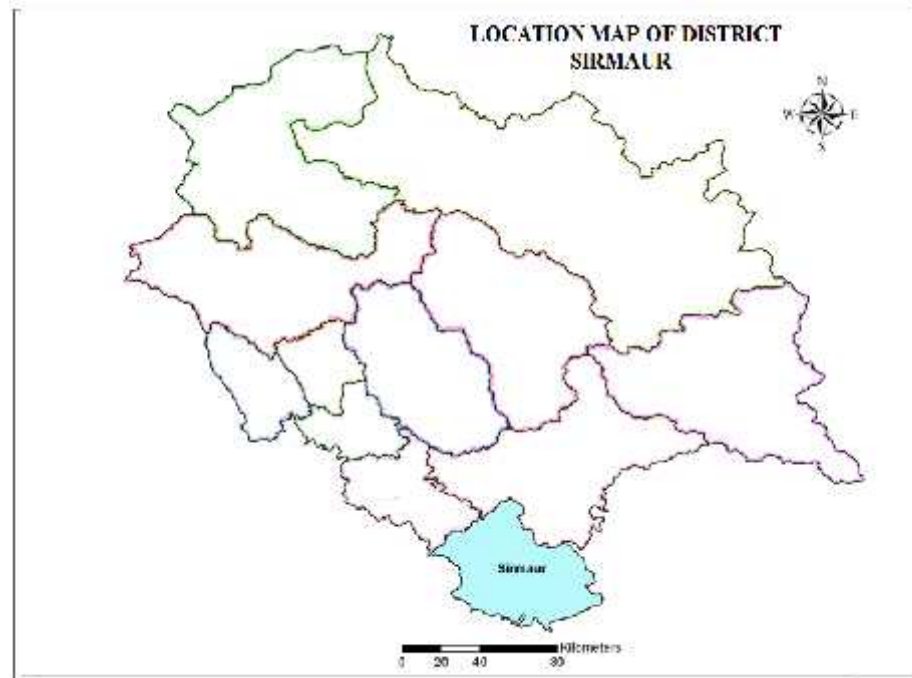 LOCATION MAP OF DISTRICT
SIRMAUR
N
W E
S
Sirmaur
Kilometers
0 20 40 80